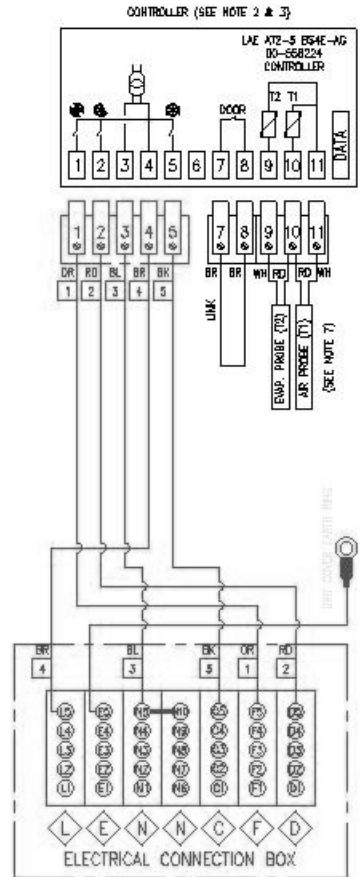 CONTROLLER (SEE NOTE 2 & 3)
LAE AT2-5 BS4E-AG
00-558224
CONTROLLER
T2 T1
DOOR
DATA
1 2 3 4 5 6 7 8 9 10 11
1 2 3 4 5 7 8 9 10 11
OR RD BL BR BK BR BR WH RD RD WH
1 2 3 4 5
LINK
EVAP. PROBE (T2)
AIR PROBE (T1)
(SEE NOTE 7)
UNIT COVER EARTH RING
BR BL BK OR RD
4 3 5 1 2
L5 E5 N5 N10 C5 F5 D5
L4 E4 N4 N9 C4 F4 D4
L3 E3 N3 N8 C3 F3 D3
L2 E2 N2 N7 C2 F2 D2
L1 E1 N1 N6 C1 F1 D1
L E N N C F D
ELECTRICAL CONNECTION BOX